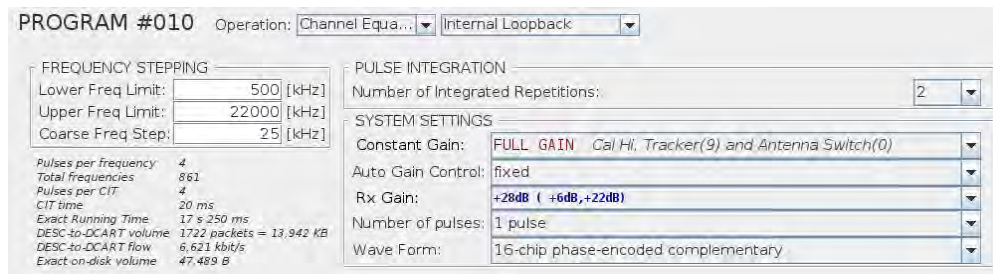 PROGRAM #010 Operation: Channel Equa... Internal Loopback
FREQUENCY STEPPING
Lower Freq Limit: 500 [kHz]
Upper Freq Limit: 22000 [kHz]
Coarse Freq Step: 25 [kHz]
Pulses per frequency 4
Total frequencies 861
Pulses per CIT 4
CIT time 20 ms
Exact Running Time 17 s 250 ms
DESC-to-DCART volume 1722 packets = 13,942 KB
DESC-to-DCART flow 6,621 kbit/s
Exact on-disk volume 47.489 B
PULSE INTEGRATION
Number of Integrated Repetitions: 2
SYSTEM SETTINGS
Constant Gain: FULL GAIN Cal Hi, Tracker(9) and Antenna Switch(0)
Auto Gain Control: fixed
Rx Gain: +28dB ( +6dB,+22dB)
Number of pulses: 1 pulse
Wave Form: 16-chip phase-encoded complementary